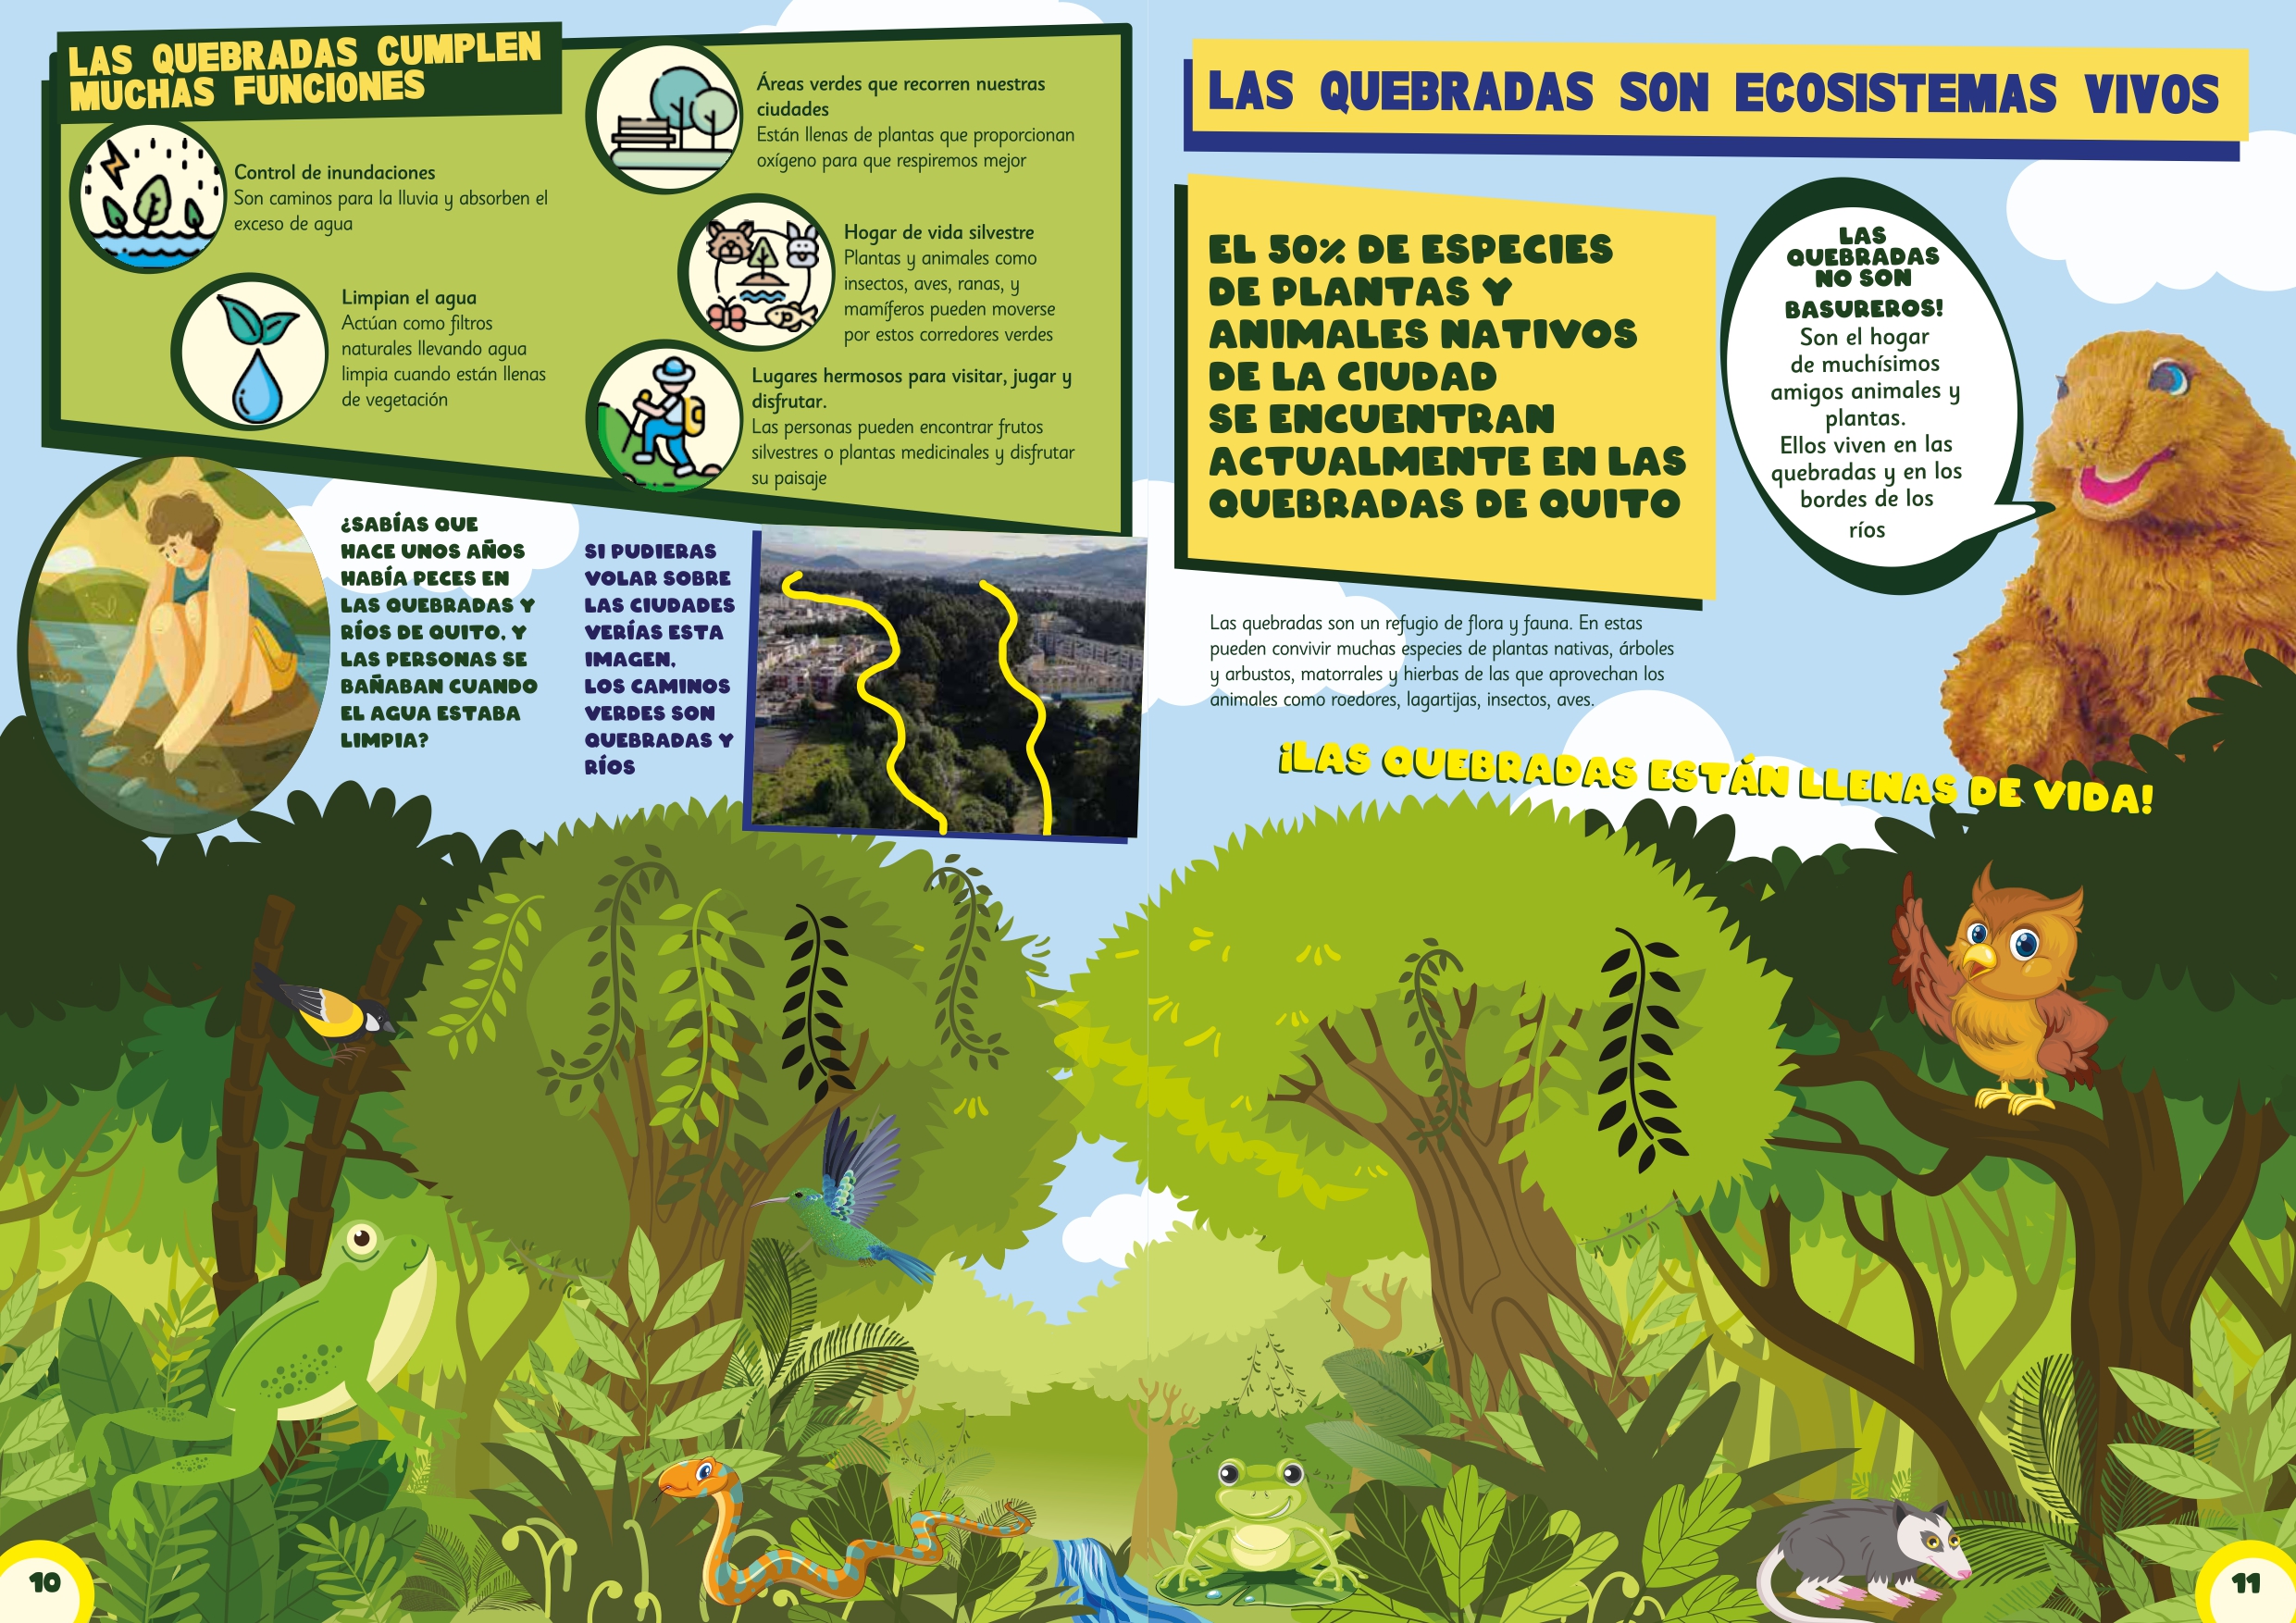 LAS QUEBRADAS CUMPLEN
MUCHAS FUNCIONES
Control de inundaciones
Son caminos para la lluvia y absorben el
exceso de agua
Limpian el agua
Actúan como filtros
naturales llevando agua
limpia cuando están llenas
de vegetación
Áreas verdes que recorren nuestras
ciudades
Están llenas de plantas que proporcionan
oxígeno para que respiremos mejor
Hogar de vida silvestre
Plantas y animales como
insectos, aves, ranas, y
mamíferos pueden moverse
por estos corredores verdes
Lugares hermosos para visitar, jugar y
disfrutar.
Las personas pueden encontrar frutos
silvestres o plantas medicinales y disfrutar
su paisaje
¿SABÍAS QUE
HACE UNOS AÑOS
HABÍA PECES EN
LAS QUEBRADAS Y
RÍOS DE QUITO, Y
LAS PERSONAS SE
BAÑABAN CUANDO
EL AGUA ESTABA
LIMPIA?
SI PUDIERAS
VOLAR SOBRE
LAS CIUDADES
VERÍAS ESTA
IMAGEN,
LOS CAMINOS
VERDES SON
QUEBRADAS Y
RÍOS
10
LAS QUEBRADAS SON ECOSISTEMAS VIVOS
EL 50% DE ESPECIES
DE PLANTAS Y
ANIMALES NATIVOS
DE LA CIUDAD
SE ENCUENTRAN
ACTUALMENTE EN LAS
QUEBRADAS DE QUITO
LAS
QUEBRADAS
NO SON
BASUREROS!
Son el hogar
de muchísimos
amigos animales y
plantas.
Ellos viven en las
quebradas y en los
bordes de los
ríos
Las quebradas son un refugio de flora y fauna. En estas
pueden convivir muchas especies de plantas nativas, árboles
y arbustos, matorrales y hierbas de las que aprovechan los
animales como roedores, lagartijas, insectos, aves.
¡LAS QUEBRADAS ESTÁN LLENAS DE VIDA!
11